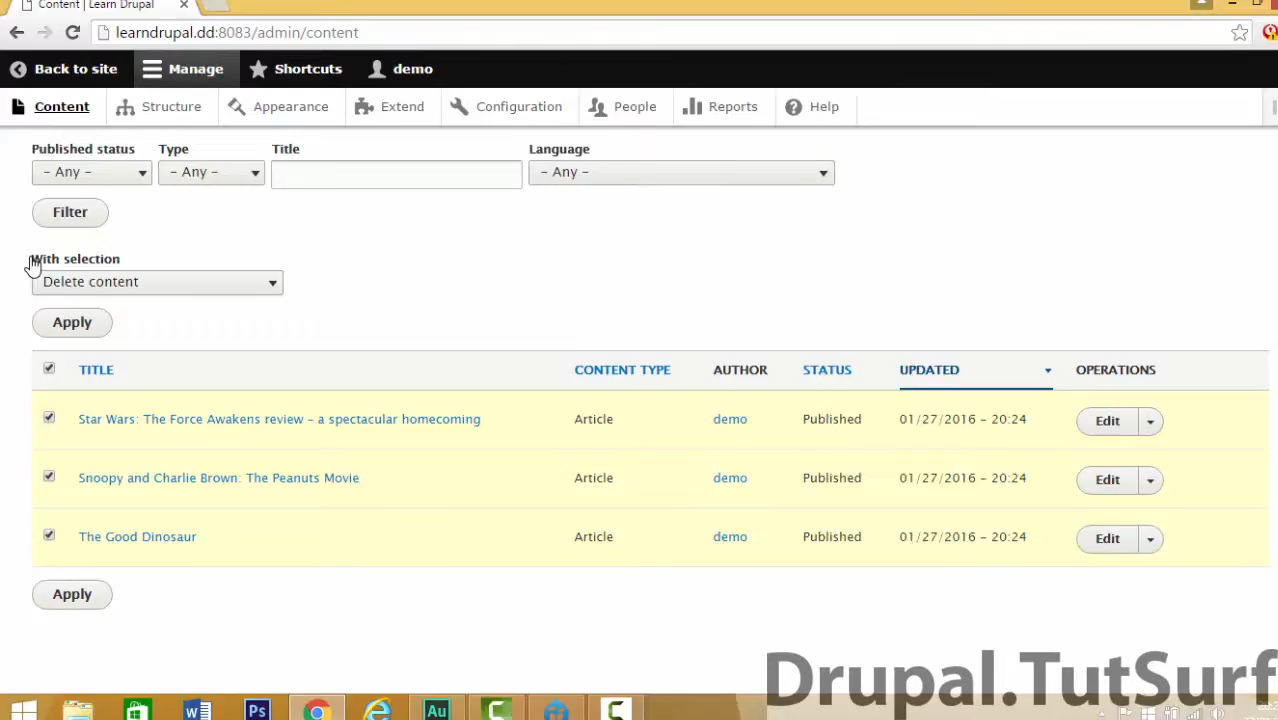 Content | Learn Drupal
learndrupal.dd:8083/admin/content
Back to site Manage Shortcuts demo
Content Structure Appearance Extend Configuration People Reports Help
Published status Type Title Language
- Any - - Any - - Any -
Filter
With selection
Delete content
Apply
TITLE CONTENT TYPE AUTHOR STATUS UPDATED OPERATIONS
Star Wars: The Force Awakens review – a spectacular homecoming Article demo Published 01/27/2016 - 20:24 Edit
Snoopy and Charlie Brown: The Peanuts Movie Article demo Published 01/27/2016 - 20:24 Edit
The Good Dinosaur Article demo Published 01/27/2016 - 20:24 Edit
Apply
Drupal.TutSurf
Ps Au